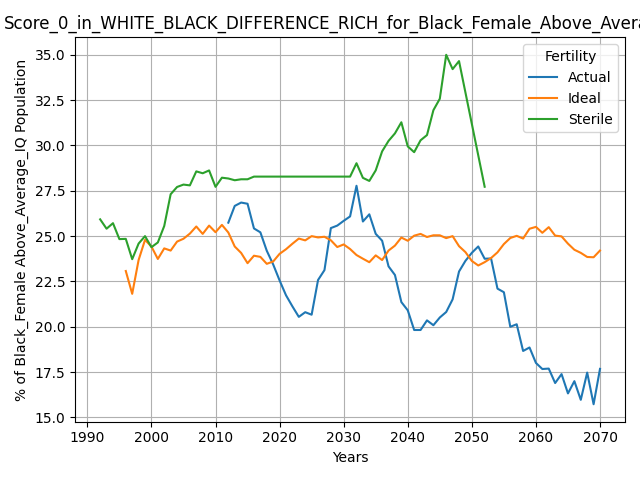 Score_0_in_WHITE_BLACK_DIFFERENCE_RICH_for_Black_Female_Above_Avera
% of Black_Female Above_Average_IQ Population
35.0
32.5
30.0
27.5
25.0
22.5
20.0
17.5
15.0
Fertility
Actual
Ideal
Sterile
1990 2000 2010 2020 2030 2040 2050 2060 2070
Years